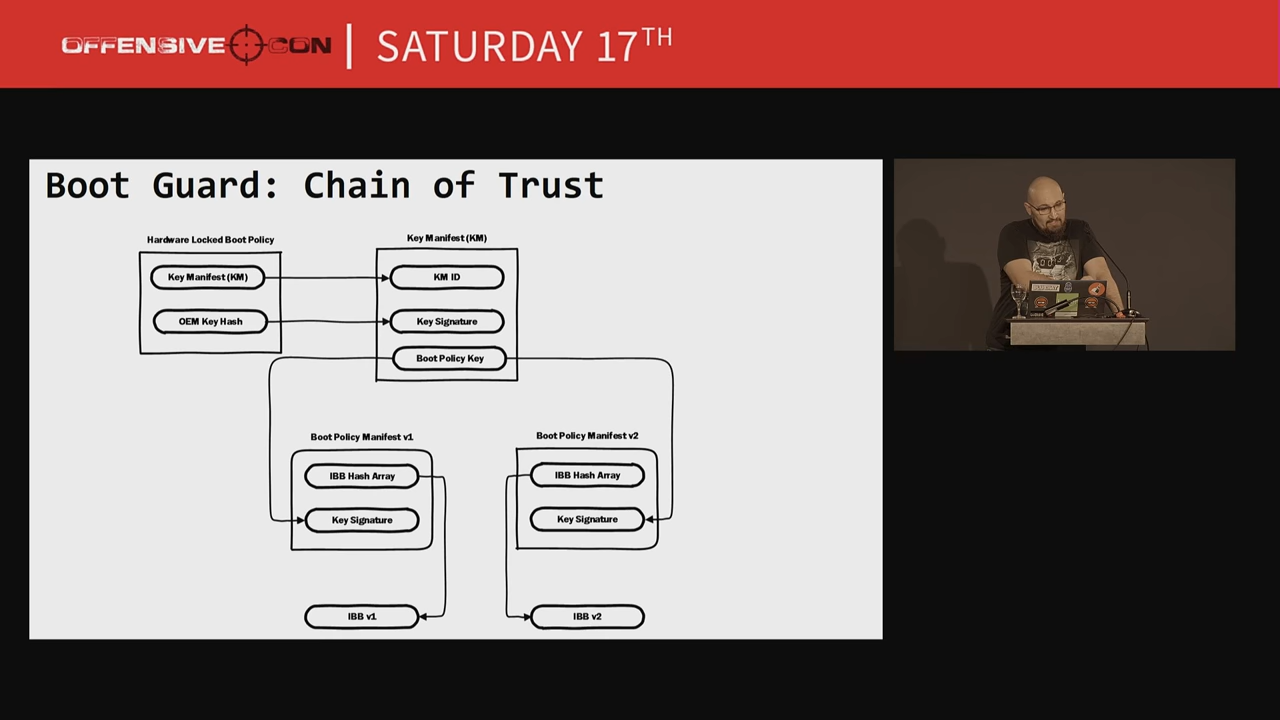 OFFENSIVE CON | SATURDAY 17TH
Boot Guard: Chain of Trust
Hardware Locked Boot Policy
Key Manifest (KM)
OEM Key Hash
Key Manifest (KM)
KM ID
Key Signature
Boot Policy Key
Boot Policy Manifest v1
IBB Hash Array
Key Signature
IBB v1
Boot Policy Manifest v2
IBB Hash Array
Key Signature
IBB v2